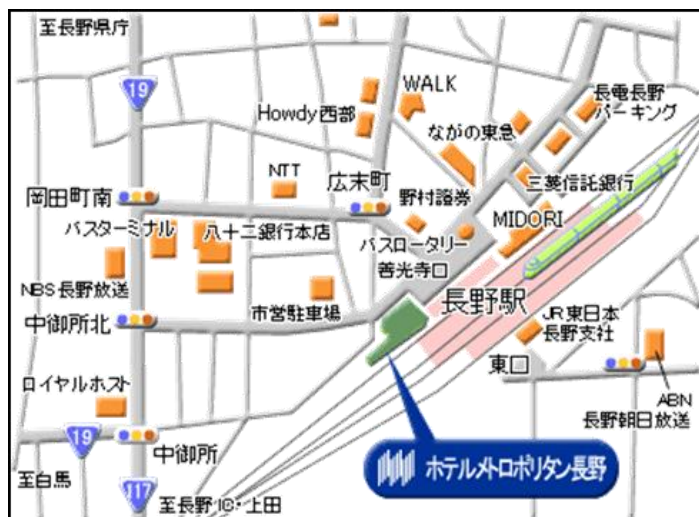 至長野県庁
19
WALK
Howdy西部
長電長野
パーキング
ながの東急
NTT
広末町
岡田町南
野村證券
三菱信託銀行
MIDORI
バスターミナル
八十二銀行本店
バスロータリー
善光寺口
NBS長野放送
中御所北
市営駐車場
長野駅
JR東日本
長野支社
東口
ロイヤルホスト
ABN
長野朝日放送
19
中御所
至白馬
ホテルメトロポリタン長野
117
至長野IC・上田